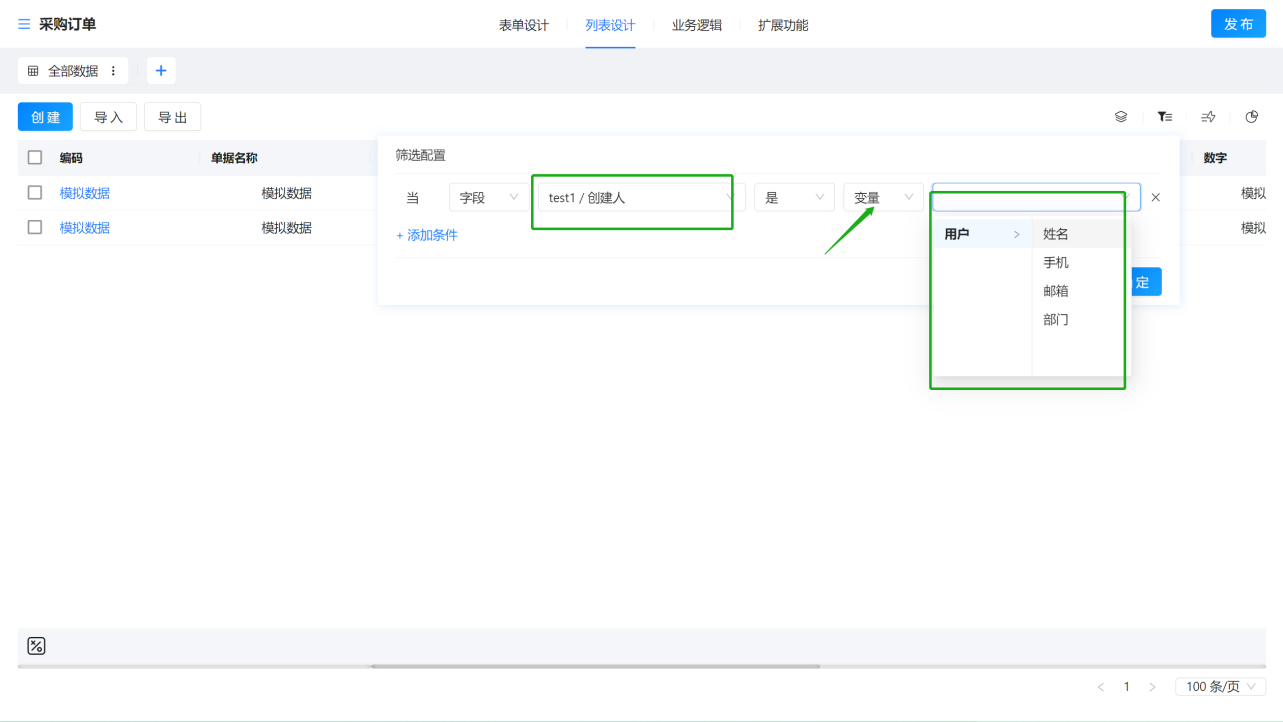 采购订单
表单设计 列表设计 业务逻辑 扩展功能
发布
全部数据
+
创建 导入 导出
编码 单据名称 数字
筛选配置
当 字段 test1 / 创建人 是 变量
模拟数据 模拟数据 模拟
+ 添加条件
模拟数据 模拟数据 模拟
用户 > 姓名
手机
邮箱
部门
定
< 1 > 100 条/页